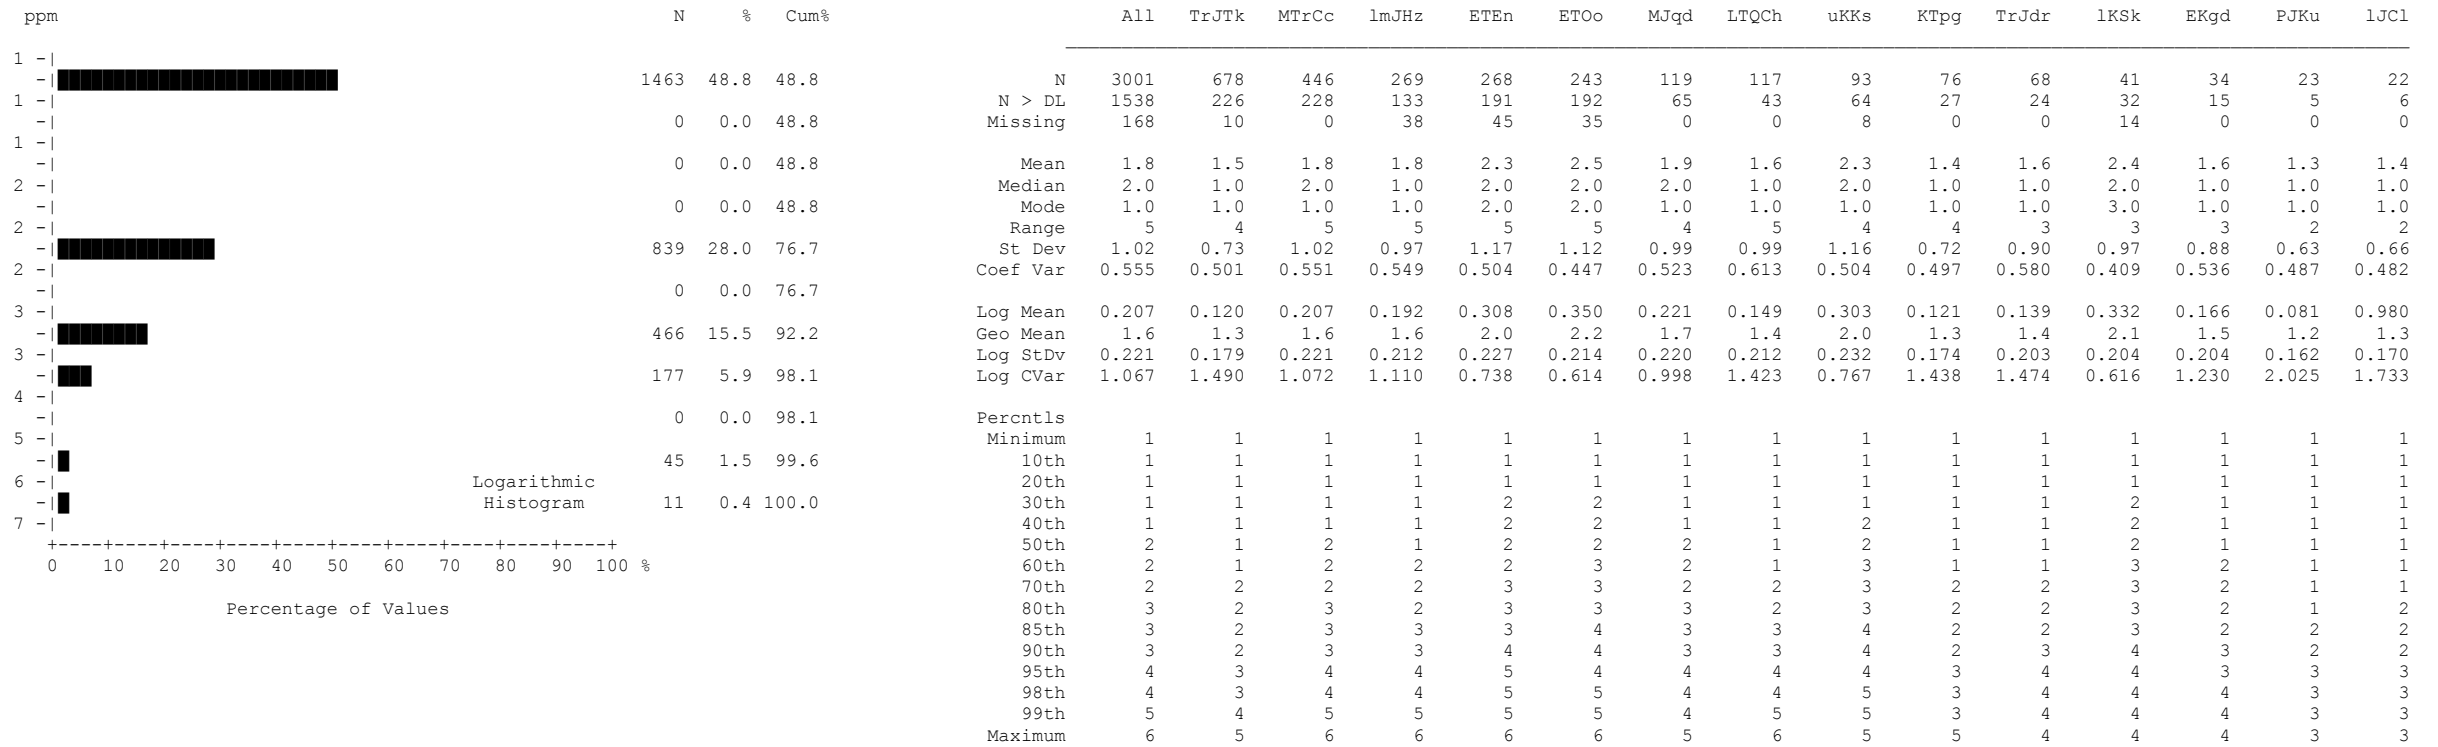 ppm N % Cum% All TrJTk MTrCc lmJHz ETEn ETOo MJqd LTQCh uKKs KTpg TrJdr lKSk EKgd PJKu lJCl
1 -|
-| 1463 48.8 48.8 N 3001 678 446 269 268 243 119 117 93 76 68 41 34 23 22
1 -| N > DL 1538 226 228 133 191 192 65 43 64 27 24 32 15 5 6
-| 0 0.0 48.8 Missing 168 10 0 38 45 35 0 0 8 0 0 14 0 0 0
1 -|
-| 0 0.0 48.8 Mean 1.8 1.5 1.8 1.8 2.3 2.5 1.9 1.6 2.3 1.4 1.6 2.4 1.6 1.3 1.4
2 -| Median 2.0 1.0 2.0 1.0 2.0 2.0 2.0 1.0 2.0 1.0 1.0 2.0 1.0 1.0 1.0
-| 0 0.0 48.8 Mode 1.0 1.0 1.0 1.0 2.0 2.0 1.0 1.0 1.0 1.0 1.0 3.0 1.0 1.0 1.0
2 -| Range 5 4 5 5 5 5 4 5 4 4 3 3 3 2 2
-| 839 28.0 76.7 St Dev 1.02 0.73 1.02 0.97 1.17 1.12 0.99 0.99 1.16 0.72 0.90 0.97 0.88 0.63 0.66
2 -| Coef Var 0.555 0.501 0.551 0.549 0.504 0.447 0.523 0.613 0.504 0.497 0.580 0.409 0.536 0.487 0.482
-| 0 0.0 76.7
3 -| Log Mean 0.207 0.120 0.207 0.192 0.308 0.350 0.221 0.149 0.303 0.121 0.139 0.332 0.166 0.081 0.980
-| 466 15.5 92.2 Geo Mean 1.6 1.3 1.6 1.6 2.0 2.2 1.7 1.4 2.0 1.3 1.4 2.1 1.5 1.2 1.3
3 -| Log StDv 0.221 0.179 0.221 0.212 0.227 0.214 0.220 0.212 0.232 0.174 0.203 0.204 0.204 0.162 0.170
-| 177 5.9 98.1 Log CVar 1.067 1.490 1.072 1.110 0.738 0.614 0.998 1.423 0.767 1.438 1.474 0.616 1.230 2.025 1.733
4 -|
-| 0 0.0 98.1 Percntls
5 -| Minimum 1 1 1 1 1 1 1 1 1 1 1 1 1 1 1
-| 45 1.5 99.6 10th 1 1 1 1 1 1 1 1 1 1 1 1 1 1 1
6 -| Logarithmic 20th 1 1 1 1 1 1 1 1 1 1 1 1 1 1 1
-| Histogram 11 0.4 100.0 30th 1 1 1 1 2 2 1 1 1 1 1 2 1 1 1
7 -| 40th 1 1 1 1 2 2 1 1 2 1 1 2 1 1 1
+----+----+----+----+----+----+----+----+----+----+ 50th 2 1 2 1 2 2 2 1 2 1 1 2 1 1 1
0 10 20 30 40 50 60 70 80 90 100 % 60th 2 1 2 2 2 3 2 1 3 1 1 3 2 1 1
70th 2 2 2 2 3 3 2 2 3 2 2 3 2 1 1
Percentage of Values 80th 3 2 3 2 3 3 3 2 3 2 2 3 2 1 2
85th 3 2 3 3 3 4 3 3 4 2 2 3 2 2 2
90th 3 2 3 3 4 4 3 3 4 2 3 4 3 2 2
95th 4 3 4 4 5 4 4 4 4 3 4 4 3 3 3
98th 4 3 4 4 5 5 4 4 5 3 4 4 4 3 3
99th 5 4 5 5 5 5 4 5 5 3 4 4 4 3 3
Maximum 6 5 6 6 6 6 5 6 5 5 4 4 4 3 3